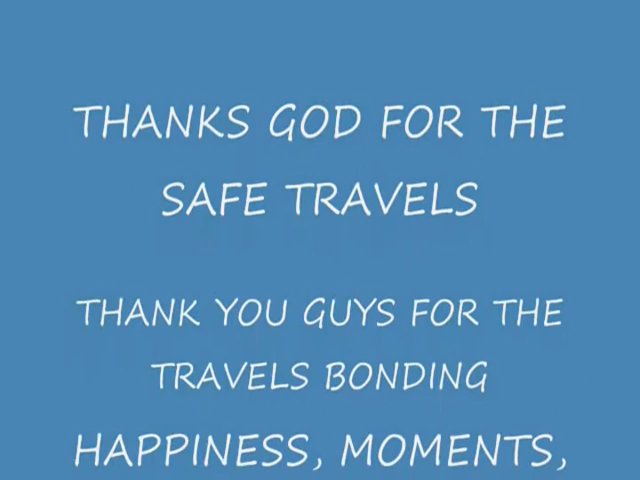 THANKS GOD FOR THE
SAFE TRAVELS
THANK YOU GUYS FOR THE
TRAVELS BONDING
HAPPINESS, MOMENTS,